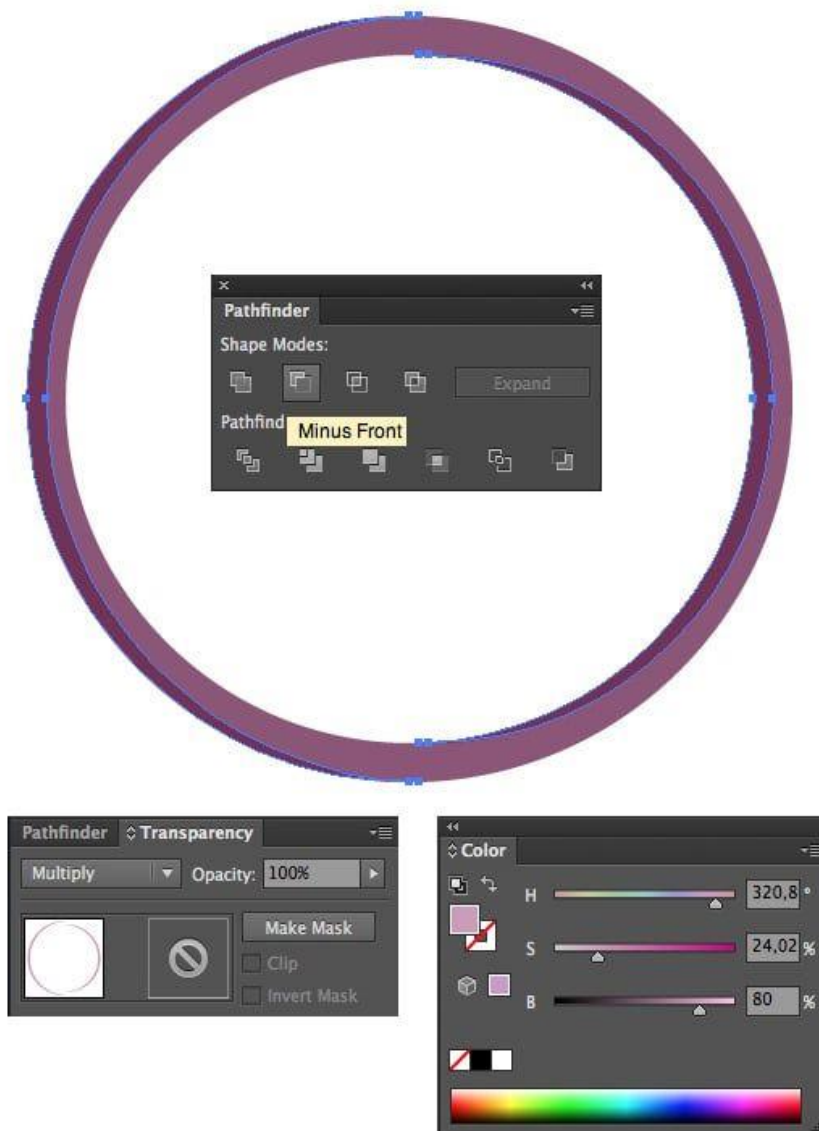 Pathfinder
Shape Modes:
Expand
Pathfind
Minus Front
Pathfinder Transparency
Multiply Opacity: 100%
Make Mask
Clip
Invert Mask
Color
H 320,8 °
S 24,02 %
B 80 %